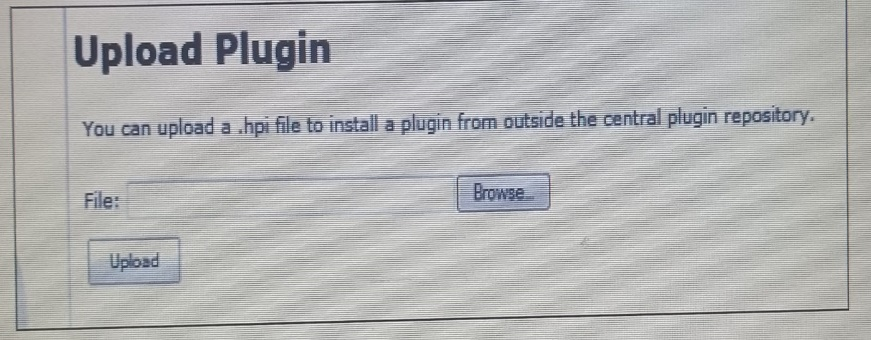 Upload Plugin
You can upload a .hpi file to install a plugin from outside the central plugin repository.
File:
Browse...
Upload